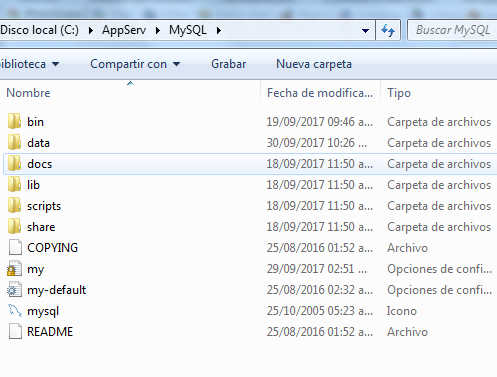 Disco local (C:) ▸ AppServ ▸ MySQL ▸ Buscar MySQL
Compartir con Grabar Nueva carpeta
Nombre Fecha de modifica... Tipo
bin 19/09/2017 09:46 a... Carpeta de archivos
data 30/09/2017 10:26 ... Carpeta de archivos
docs 18/09/2017 11:50 a... Carpeta de archivos
lib 18/09/2017 11:50 a... Carpeta de archivos
scripts 18/09/2017 11:50 a... Carpeta de archivos
share 18/09/2017 11:50 a... Carpeta de archivos
COPYING 25/08/2016 01:52 a... Archivo
my 29/09/2017 02:51 ... Opciones de confi...
my-default 25/08/2016 02:32 a... Opciones de confi...
mysql 25/10/2005 05:23 a... Icono
README 25/08/2016 01:52 a... Archivo